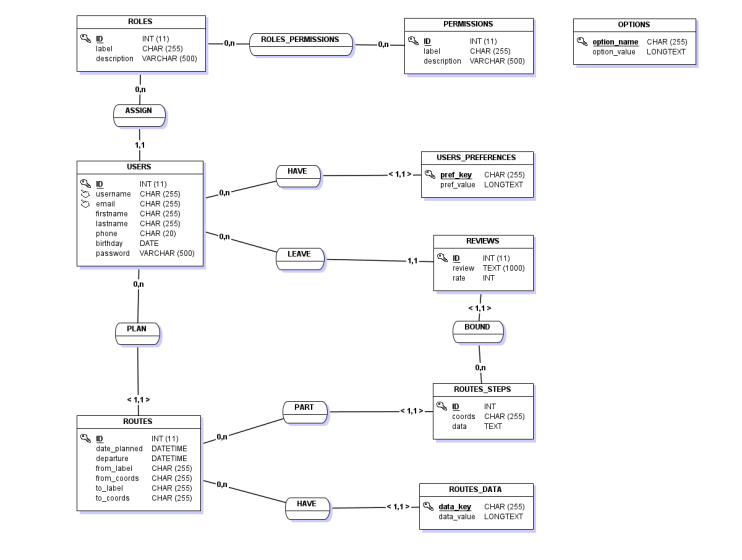 ROLES
ID INT (11)
label CHAR (255)
description VARCHAR (500)
0,n
ROLES_PERMISSIONS
0,n
PERMISSIONS
ID INT (11)
label CHAR (255)
description VARCHAR (500)
OPTIONS
option_name CHAR (255)
option_value LONGTEXT
0,n
ASSIGN
1,1
USERS
ID INT (11)
username CHAR (255)
email CHAR (255)
firstname CHAR (255)
lastname CHAR (255)
phone CHAR (20)
birthday DATE
password VARCHAR (500)
0,n
HAVE
< 1,1 >
USERS_PREFERENCES
pref_key CHAR (255)
pref_value LONGTEXT
0,n
LEAVE
1,1
REVIEWS
ID INT (11)
review TEXT (1000)
rate INT
< 1,1 >
BOUND
0,n
0,n
PLAN
< 1,1 >
ROUTES
ID INT (11)
date_planned DATETIME
departure DATETIME
from_label CHAR (255)
from_coords CHAR (255)
to_label CHAR (255)
to_coords CHAR (255)
0,n
PART
< 1,1 >
ROUTES_STEPS
ID INT
coords CHAR (255)
data TEXT
0,n
HAVE
< 1,1 >
ROUTES_DATA
data_key CHAR (255)
data_value LONGTEXT